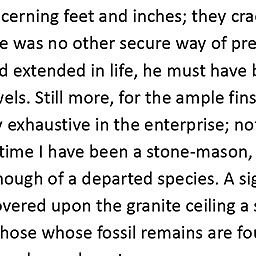 cerning feet and inches; they cra
e was no other secure way of pre
d extended in life, he must have b
vels. Still more, for the ample fins
exhaustive in the enterprise; no
time I have been a stone-mason,
nough of a departed species. A sig
overed upon the granite ceiling a s
hose whose fossil remains are fou